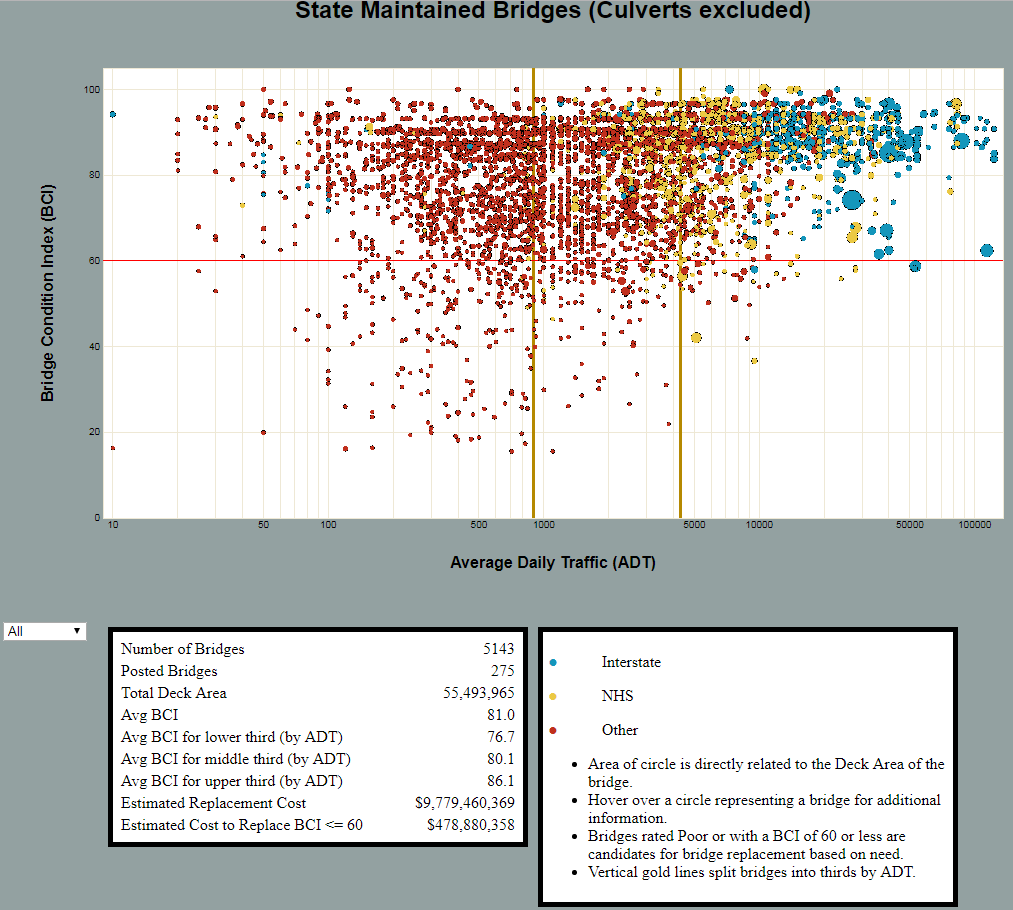 State Maintained Bridges (Culverts excluded)
Bridge Condition Index (BCI)
100
80
60
40
20
0
10 50 100 500 1000 5000 10000 50000 100000
Average Daily Traffic (ADT)
All
Number of Bridges 5143
Posted Bridges 275
Total Deck Area 55,493,965
Avg BCI 81.0
Avg BCI for lower third (by ADT) 76.7
Avg BCI for middle third (by ADT) 80.1
Avg BCI for upper third (by ADT) 86.1
Estimated Replacement Cost $9,779,460,369
Estimated Cost to Replace BCI <= 60 $478,880,358
Interstate
NHS
Other
• Area of circle is directly related to the Deck Area of the
bridge.
• Hover over a circle representing a bridge for additional
information.
• Bridges rated Poor or with a BCI of 60 or less are
candidates for bridge replacement based on need.
• Vertical gold lines split bridges into thirds by ADT.